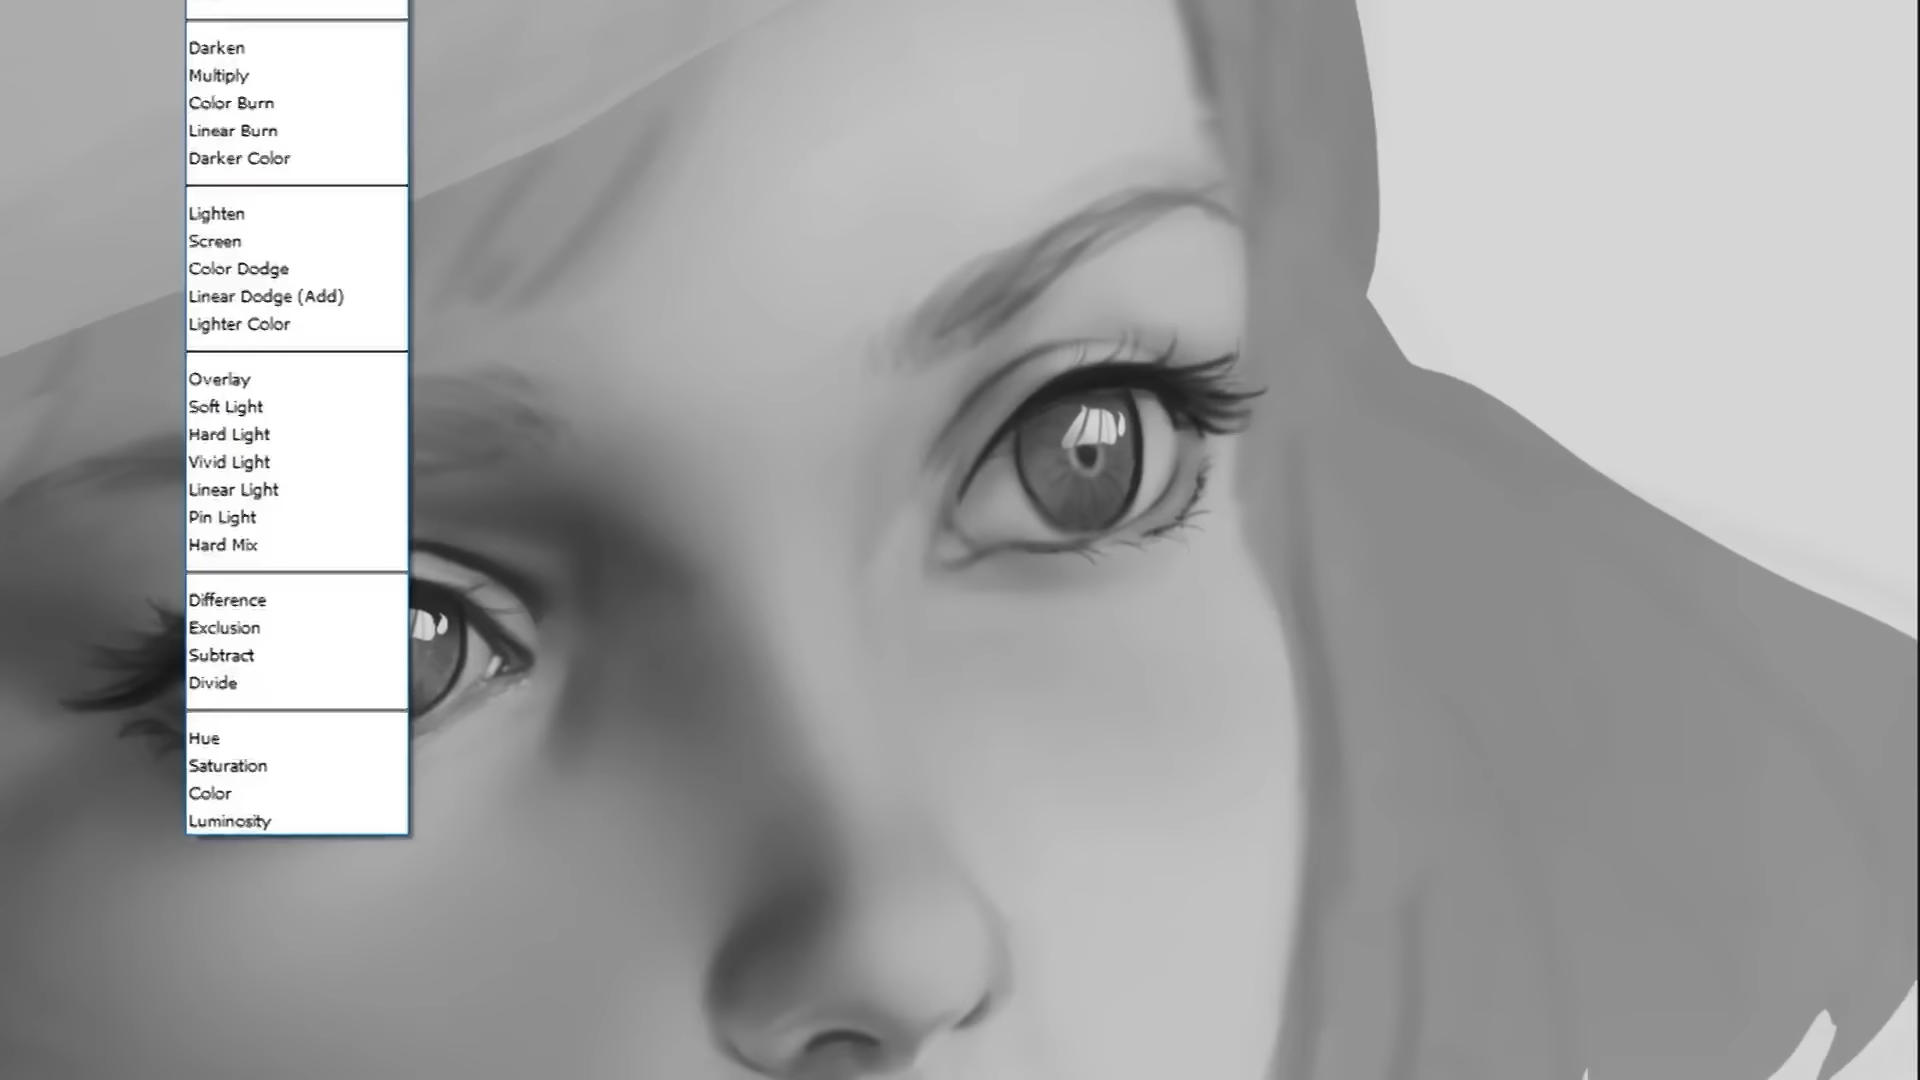 Darken
Multiply
Color Burn
Linear Burn
Darker Color
Lighten
Screen
Color Dodge
Linear Dodge (Add)
Lighter Color
Overlay
Soft Light
Hard Light
Vivid Light
Linear Light
Pin Light
Hard Mix
Difference
Exclusion
Subtract
Divide
Hue
Saturation
Color
Luminosity